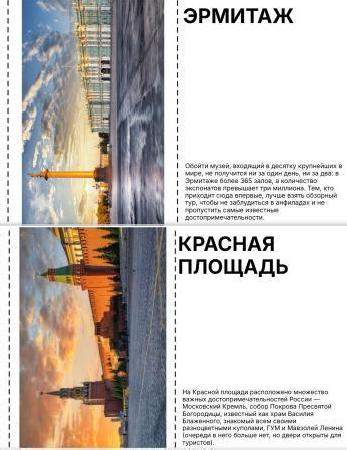 ЭРМИТАЖ
Обойти музей, входящий в десятку крупнейших в
мире, не получится ни за один день, ни за два: в
Эрмитаже более 365 залов, а количество
экспонатов превышает три миллиона. Тем, кто
приходит сюда впервые, лучше взять обзорный
тур, чтобы не заблудиться в анфиладах и не
пропустить самые известные
достопримечательности.
КРАСНАЯ
ПЛОЩАДЬ
На Красной площади расположено множество
важных достопримечательностей России —
Московский Кремль, собор Покрова Пресвятой
Богородицы, известный как храм Василия
Блаженного, знакомый всем своими
разноцветными куполами, ГУМ и Мавзолей Ленина
(очереди в него больше нет, но двери открыты для
туристов).